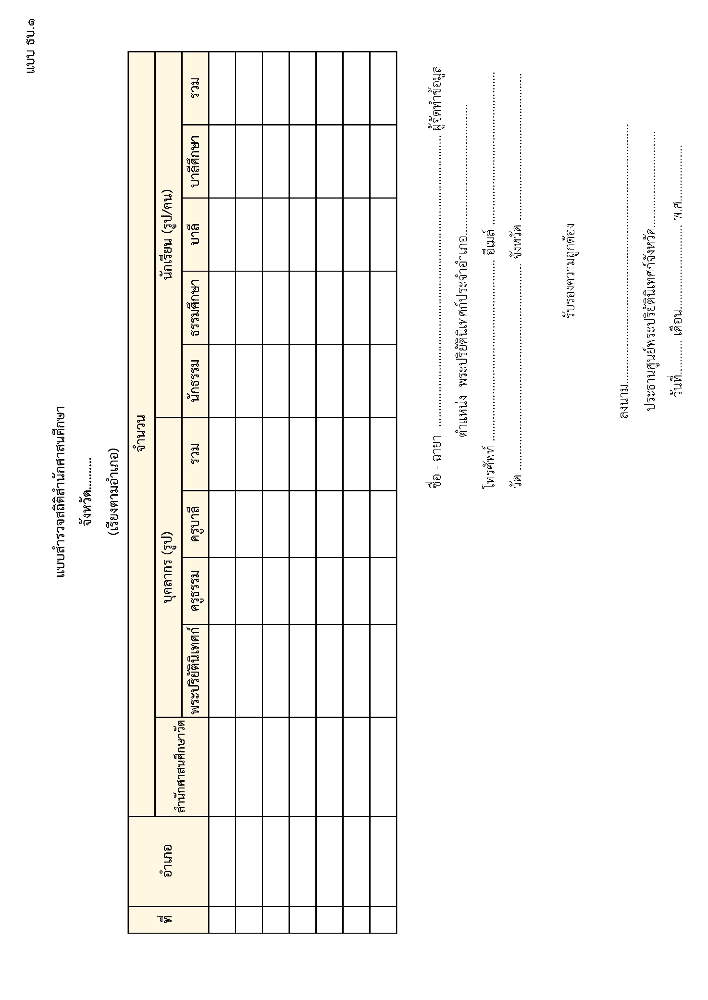 แบบ ธบ.๑
แบบสำรวจสถิติสำนักศาสนศึกษา
จังหวัด..........
(เรียงตามอำเภอ)
ที่ อำเภอ จำนวน
สำนักศาสนศึกษาวัด บุคลากร (รูป) นักเรียน (รูป/คน)
พระปริยัตินิเทศก์ ครูธรรม ครูบาลี รวม นักธรรม ธรรมศึกษา บาลี บาลีศึกษา รวม
ชื่อ - ฉายา ........................................................................................ ผู้จัดทำข้อมูล
ตำแหน่ง พระปริยัตินิเทศก์ประจำอำเภอ........................................
โทรศัพท์ ....................................................... อีเมล์ ..............................................
วัด .............................................................. จังหวัด ............................................
รับรองความถูกต้อง
ลงนาม...............................................................................
ประธานศูนย์พระปริยัตินิเทศก์จังหวัด.............................
วันที่........... เดือน.......................... พ.ศ.................